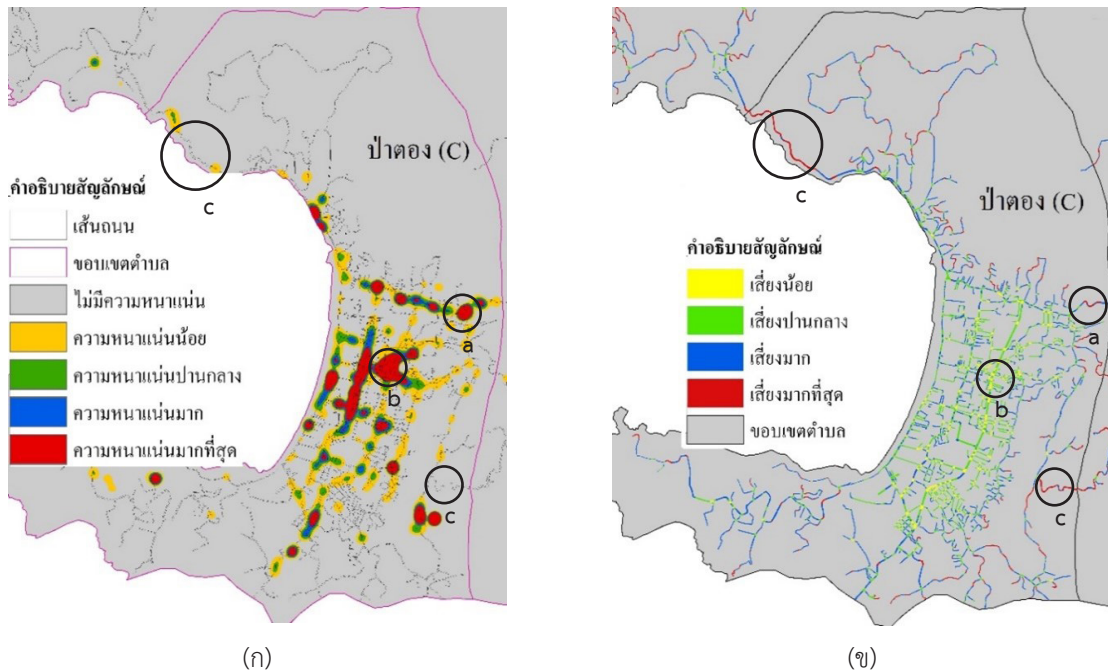 ป่าตอง (C)
c
คำอธิบายสัญลักษณ์
เส้นถนน
ขอบเขตตำบล
ไม่มีความหนาแน่น
ความหนาแน่นน้อย
ความหนาแน่นปานกลาง
ความหนาแน่นมาก
ความหนาแน่นมากที่สุด
a
b
c
(ก)
c
ป่าตอง (C)
คำอธิบายสัญลักษณ์
เสี่ยงน้อย
เสี่ยงปานกลาง
เสี่ยงมาก
เสี่ยงมากที่สุด
ขอบเขตตำบล
a
b
c
(ข)